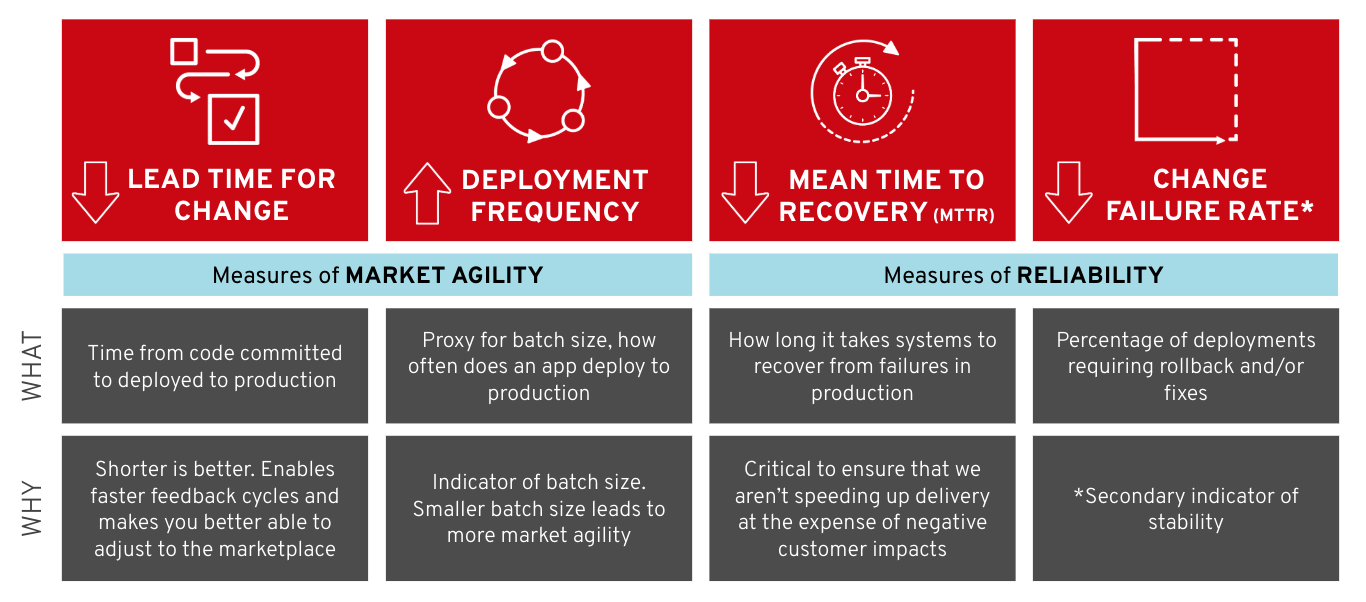 LEAD TIME FOR
CHANGE
DEPLOYMENT
FREQUENCY
MEAN TIME TO
RECOVERY (MTTR)
CHANGE
FAILURE RATE*
Measures of MARKET AGILITY
Measures of RELIABILITY
WHAT
Time from code committed
to deployed to production
Proxy for batch size, how
often does an app deploy to
production
How long it takes systems to
recover from failures in
production
Percentage of deployments
requiring rollback and/or
fixes
WHY
Shorter is better. Enables
faster feedback cycles and
makes you better able to
adjust to the marketplace
Indicator of batch size.
Smaller batch size leads to
more market agility
Critical to ensure that we
aren't speeding up delivery
at the expense of negative
customer impacts
*Secondary indicator of
stability